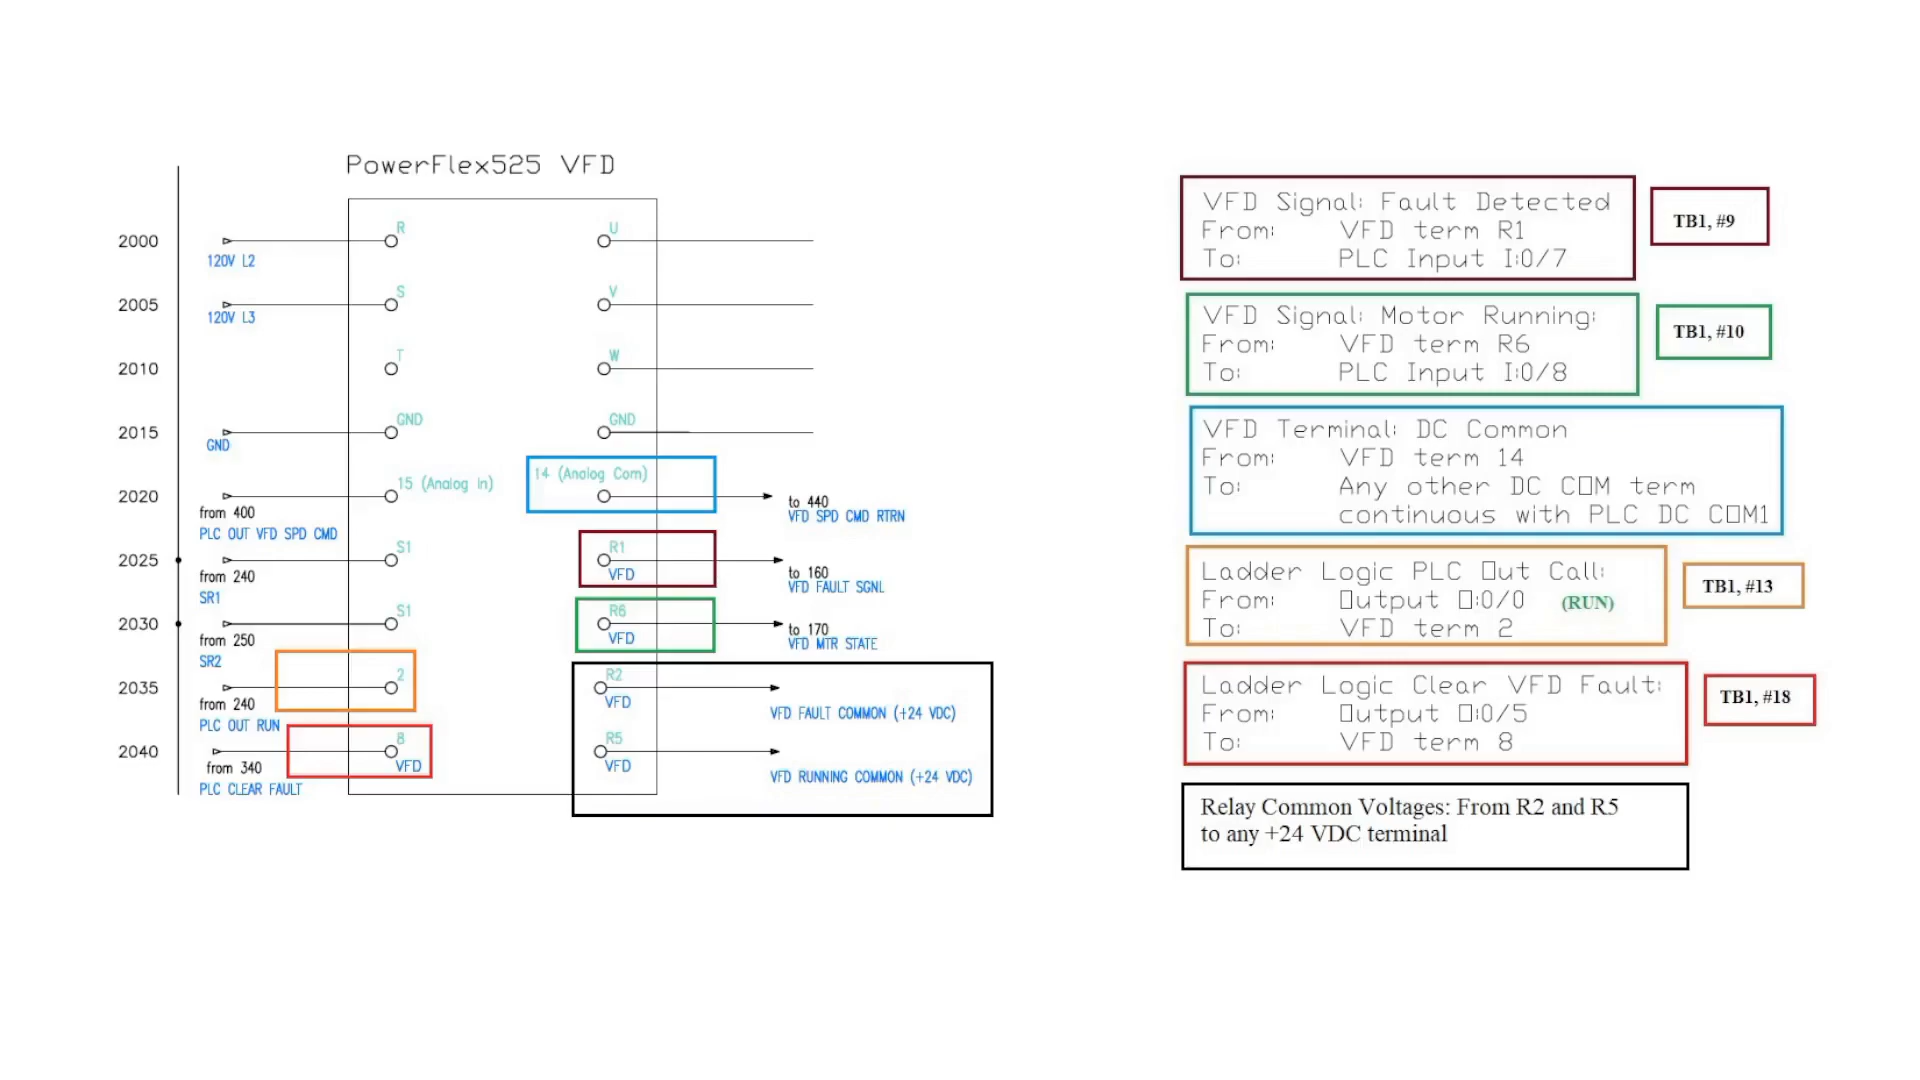 PowerFlex525 VFD
2000
120V L2
R
U
2005
120V L3
S
V
2010
T
W
2015
GND
GND
GND
2020
from 400
PLC OUT VFD SPD CMD
15 (Analog In)
14 (Analog Com)
to 440
VFD SPD CMD RTRN
2025
from 240
SR1
S1
R1
VFD
to 160
VFD FAULT SGNL
2030
from 250
SR2
S1
R6
VFD
to 170
VFD MTR STATE
2035
from 240
PLC OUT RUN
2
R2
VFD
VFD FAULT COMMON (+24 VDC)
2040
from 340
PLC CLEAR FAULT
8
VFD
R5
VFD
VFD RUNNING COMMON (+24 VDC)
VFD Signal: Fault Detected
From: VFD term R1
To: PLC Input I:0/7
TB1, #9
VFD Signal: Motor Running:
From: VFD term R6
To: PLC Input I:0/8
TB1, #10
VFD Terminal: DC Common
From: VFD term 14
To: Any other DC COM term
continuous with PLC DC COM1
Ladder Logic PLC Out Call:
From: Output O:0/0 (RUN)
To: VFD term 2
TB1, #13
Ladder Logic Clear VFD Fault:
From: Output O:0/5
To: VFD term 8
TB1, #18
Relay Common Voltages: From R2 and R5
to any +24 VDC terminal